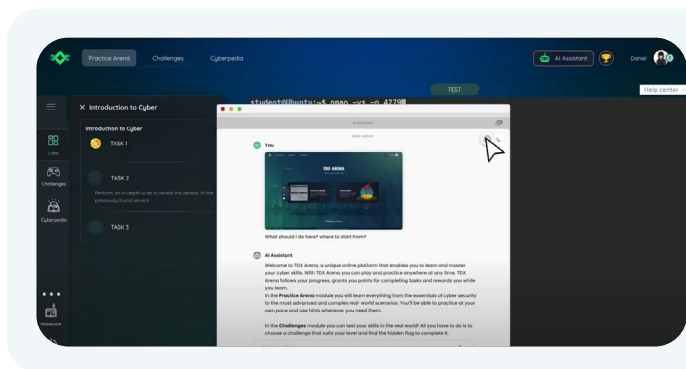 Practice Arena
Challenges
Cyberpedia
AI Assistant
Daniel
TEST
Help center
Introduction to Cyber
student@Ubuntu:~$ nmap -vs -p 42798
AI Assistant
Introduction to Cyber
TASK 1
Labs
You
TASK 2
Challenges
Perform an in-depth scan to reveal the version of the
previously found service
TDX ARENA
Cyberpedia
TASK 3
What should I do here? where to start from?
AI Assistant
Welcome to TDX Arena, a unique online platform that enables you to learn and master
your cyber skills. With TDX Arena you can play and practice anywhere at any time. TDX
Arena follows your progress, grants you points for completing tasks and rewards you while
you learn.
In the Practice Arena module you will learn everything from the essentials of cyber security
to the most advanced and complex real-world scenarios. You'll be able to practice at your
own pace and use hints whenever you need them.
Homework
In the Challenges module you can test your skills in the real world! All you have to do is to
choose a challenge that suits your level and find the hidden flag to complete it.